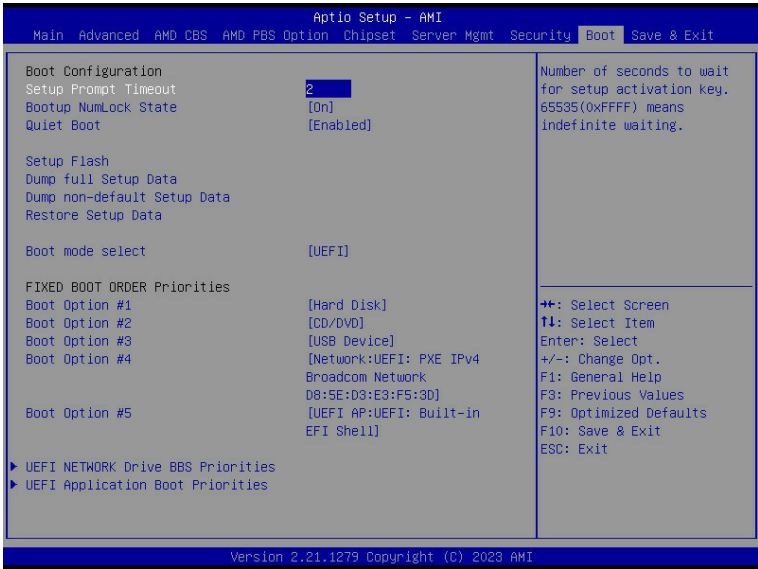 Aptio Setup – AMI
Main Advanced AMD CBS AMD PBS Option Chipset Server Mgmt Security Boot Save & Exit
Boot Configuration
Setup Prompt Timeout 2
Bootup NumLock State [On]
Quiet Boot [Enabled]
Setup Flash
Dump full Setup Data
Dump non-default Setup Data
Restore Setup Data
Boot mode select [UEFI]
FIXED BOOT ORDER Priorities
Boot Option #1 [Hard Disk]
Boot Option #2 [CD/DVD]
Boot Option #3 [USB Device]
Boot Option #4 [Network:UEFI: PXE IPv4
Broadcom Network
D8:5E:D3:E3:F5:3D]
Boot Option #5 [UEFI AP:UEFI: Built-in
EFI Shell]
UEFI NETWORK Drive BBS Priorities
UEFI Application Boot Priorities
Number of seconds to wait
for setup activation key.
65535(0xFFFF) means
indefinite waiting.
→←: Select Screen
↑↓: Select Item
Enter: Select
+/-: Change Opt.
F1: General Help
F3: Previous Values
F9: Optimized Defaults
F10: Save & Exit
ESC: Exit
Version 2.21.1279 Copyright (C) 2023 AMI